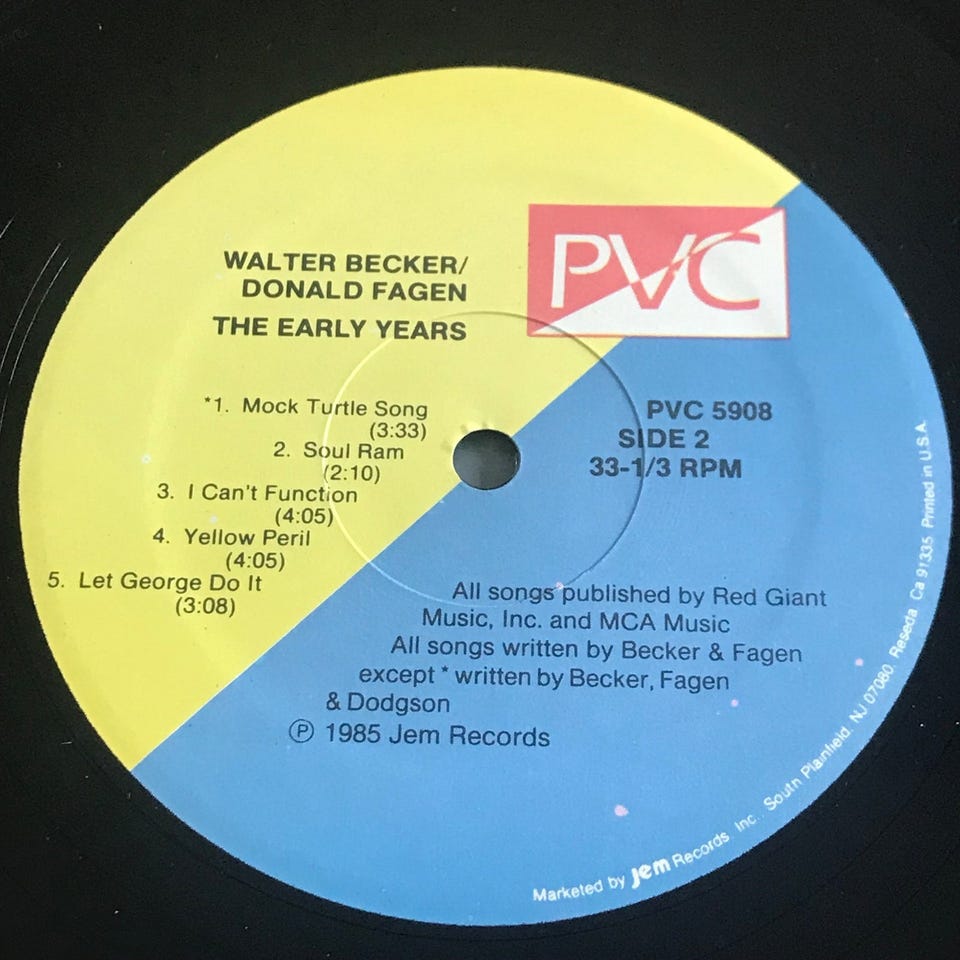 WALTER BECKER/
DONALD FAGEN
THE EARLY YEARS
PVC
*1. Mock Turtle Song
(3:33)
2. Soul Ram
(2:10)
3. I Can't Function
(4:05)
4. Yellow Peril
(4:05)
5. Let George Do It
(3:08)
PVC 5908
SIDE 2
33-1/3 RPM
All songs published by Red Giant
Music, Inc. and MCA Music
All songs written by Becker & Fagen
except * written by Becker, Fagen
& Dodgson
Ⓟ 1985 Jem Records
Marketed by Jem Records, Inc., South Plainfield, NJ 07080, Reseda, Ca 91335 Printed in U.S.A.